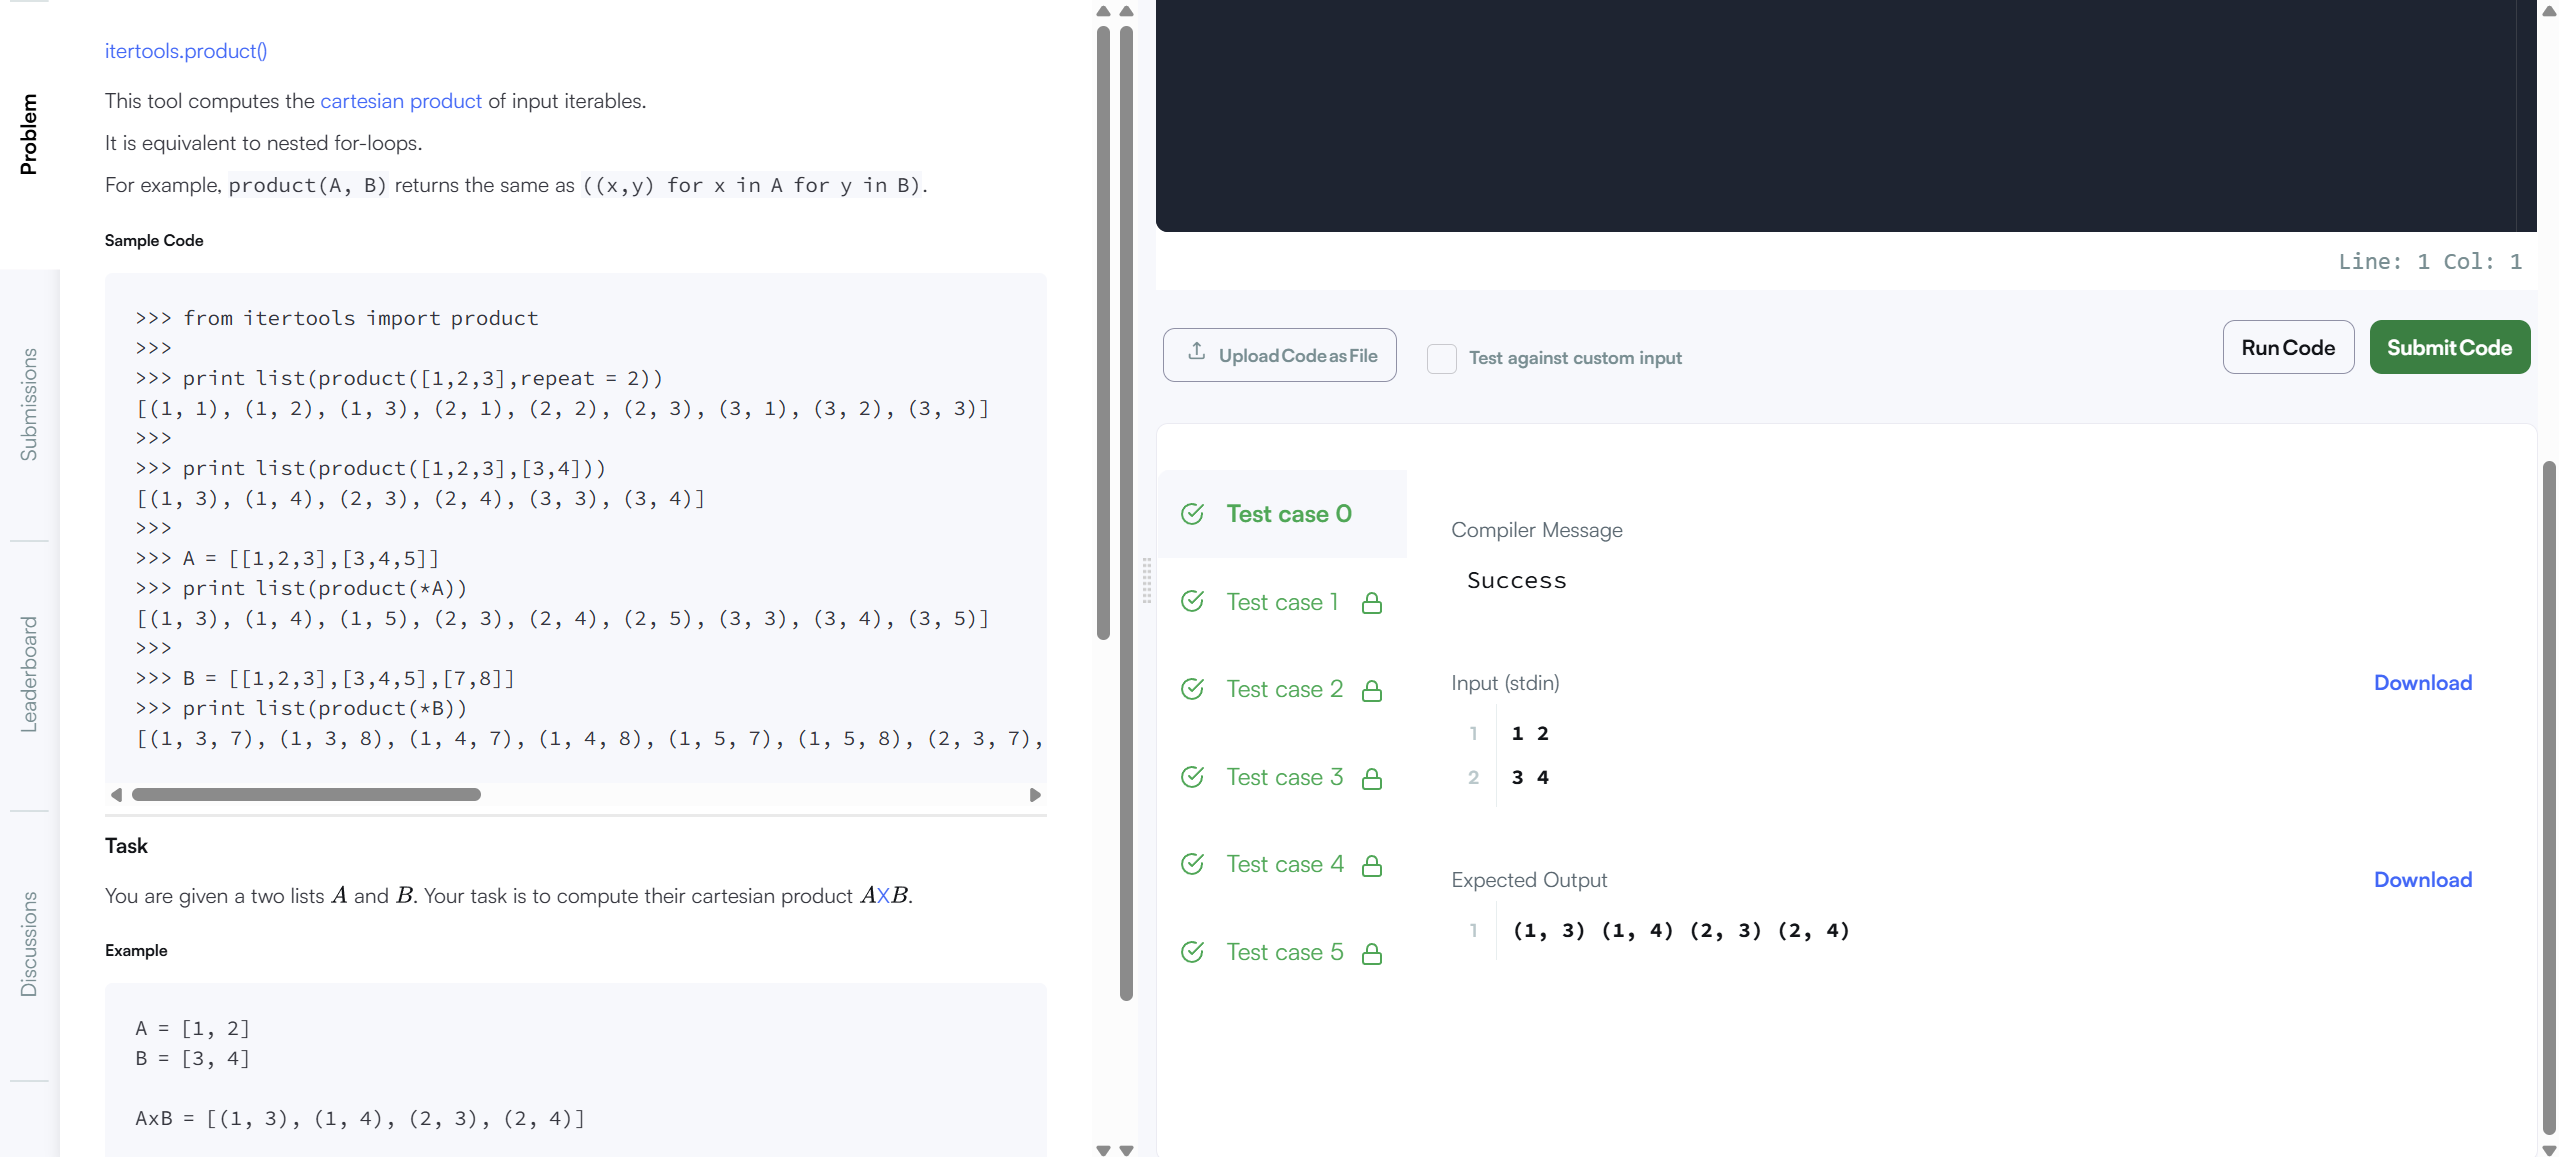 Problem
Submissions
Leaderboard
Discussions
itertools.product()
This tool computes the cartesian product of input iterables.
It is equivalent to nested for-loops.
For example, product(A, B) returns the same as ((x,y) for x in A for y in B).
Sample Code
>>> from itertools import product
>>>
>>> print list(product([1,2,3],repeat = 2))
[(1, 1), (1, 2), (1, 3), (2, 1), (2, 2), (2, 3), (3, 1), (3, 2), (3, 3)]
>>>
>>> print list(product([1,2,3],[3,4]))
[(1, 3), (1, 4), (2, 3), (2, 4), (3, 3), (3, 4)]
>>>
>>> A = [[1,2,3],[3,4,5]]
>>> print list(product(*A))
[(1, 3), (1, 4), (1, 5), (2, 3), (2, 4), (2, 5), (3, 3), (3, 4), (3, 5)]
>>>
>>> B = [[1,2,3],[3,4,5],[7,8]]
>>> print list(product(*B))
[(1, 3, 7), (1, 3, 8), (1, 4, 7), (1, 4, 8), (1, 5, 7), (1, 5, 8), (2, 3, 7),
Task
You are given a two lists A and B. Your task is to compute their cartesian product AXB.
Example
A = [1, 2]
B = [3, 4]
AxB = [(1, 3), (1, 4), (2, 3), (2, 4)]
Line: 1 Col: 1
Upload Code as File
Test against custom input
Run Code
Submit Code
Test case 0
Test case 1
Test case 2
Test case 3
Test case 4
Test case 5
Compiler Message
Success
Input (stdin)
Download
1 1 2
2 3 4
Expected Output
Download
1 (1, 3) (1, 4) (2, 3) (2, 4)